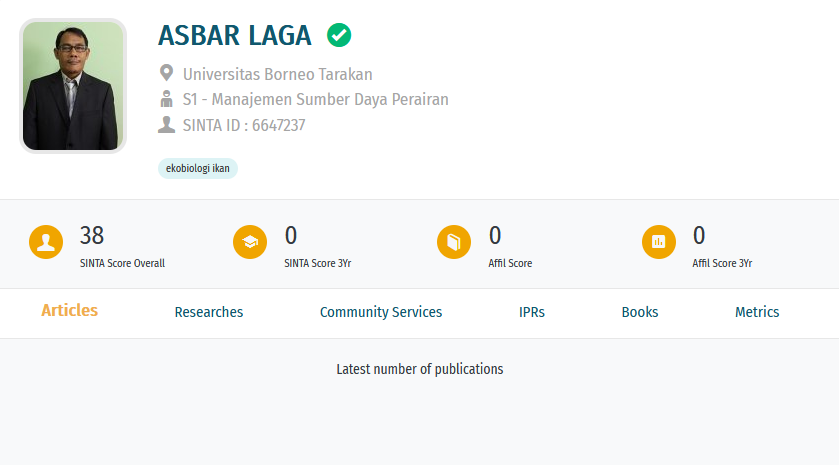 ASBAR LAGA
Universitas Borneo Tarakan
S1 - Manajemen Sumber Daya Perairan
SINTA ID : 6647237
ekobiologi ikan
38
SINTA Score Overall
0
SINTA Score 3Yr
0
Affil Score
0
Affil Score 3Yr
Articles Researches Community Services IPRs Books Metrics
Latest number of publications